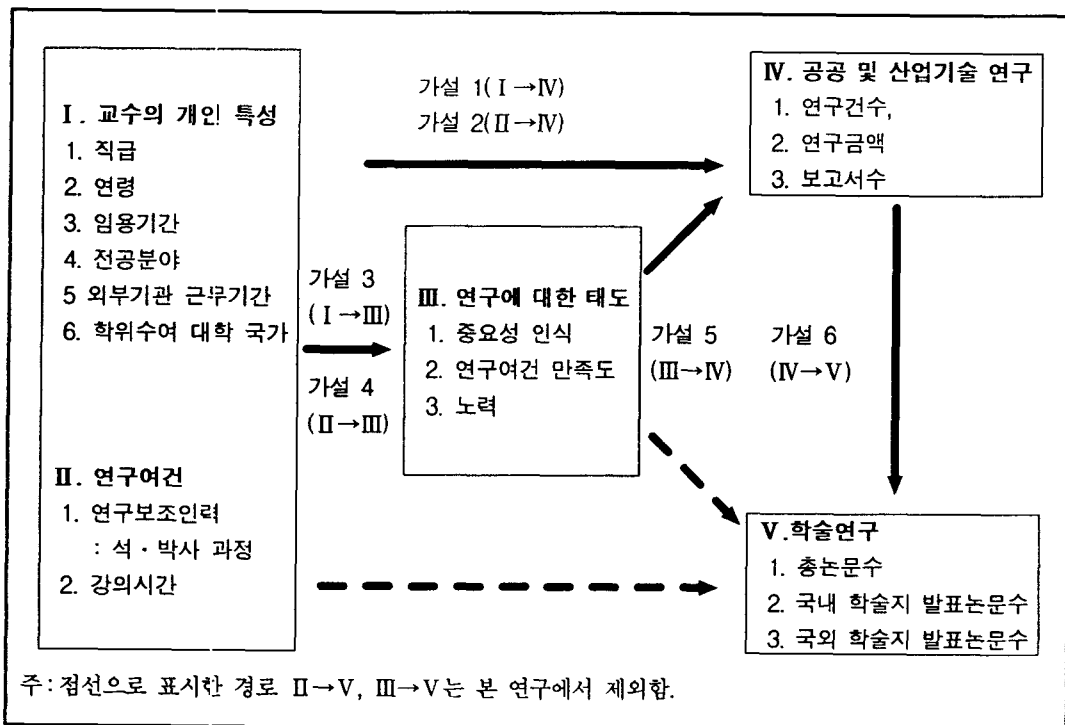 Ⅰ. 교수의 개인 특성
1. 직급
2. 연령
3. 임용기간
4. 전공분야
5 외부기관 근무기간
6. 학위수여 대학 국가
Ⅱ. 연구여건
1. 연구보조인력
: 석 · 박사 과정
2. 강의시간
가설 1(Ⅰ→Ⅳ)
가설 2(Ⅱ→Ⅳ)
가설 3
(Ⅰ→Ⅲ)
가설 4
(Ⅱ→Ⅲ)
Ⅲ. 연구에 대한 태도
1. 중요성 인식
2. 연구여건 만족도
3. 노력
가설 5
(Ⅲ→Ⅳ)
가설 6
(Ⅳ→Ⅴ)
Ⅳ. 공공 및 산업기술 연구
1. 연구건수,
2. 연구금액
3. 보고서수
Ⅴ.학술연구
1. 총논문수
2. 국내 학술지 발표논문수
3. 국외 학술지 발표논문수
주:점선으로 표시한 경로 Ⅱ→Ⅴ, Ⅲ→Ⅴ는 본 연구에서 제외함.